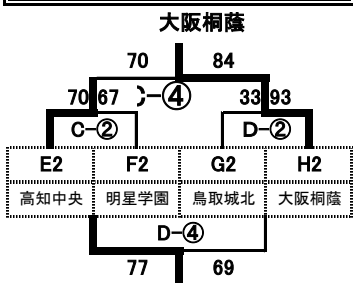 大阪桐蔭
70 84
70 67 C-④ 33 93
C-② D-②
E2 F2 G2 H2
高知中央 明星学園 鳥取城北 大阪桐蔭
D-④
77 69